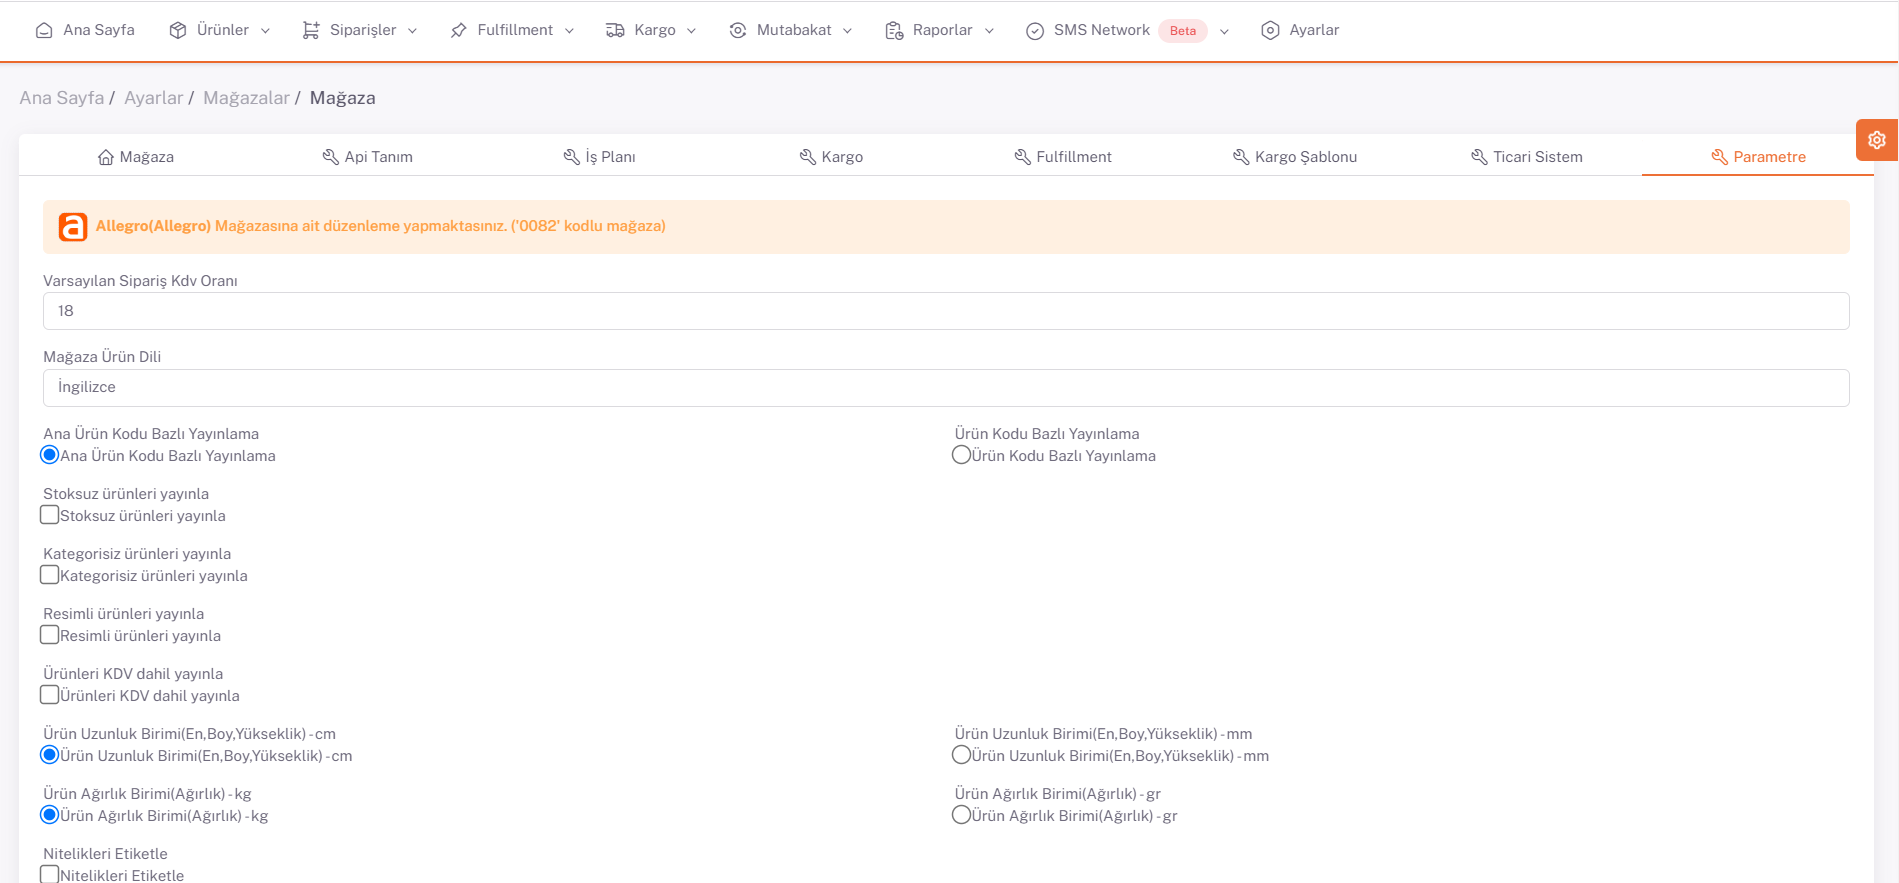 Ana Sayfa Ürünler Siparişler Fulfillment Kargo Mutabakat Raporlar SMS Network Beta Ayarlar
Ana Sayfa / Ayarlar / Mağazalar / Mağaza
Mağaza Api Tanım İş Planı Kargo Fulfillment Kargo Şablonu Ticari Sistem Parametre
a Allegro(Allegro) Mağazasına ait düzenleme yapmaktasınız. ('0082' kodlu mağaza)
Varsayılan Sipariş Kdv Oranı
18
Mağaza Ürün Dili
İngilizce
Ana Ürün Kodu Bazlı Yayınlama Ürün Kodu Bazlı Yayınlama
Ana Ürün Kodu Bazlı Yayınlama Ürün Kodu Bazlı Yayınlama
Stoksuz ürünleri yayınla
Stoksuz ürünleri yayınla
Kategorisiz ürünleri yayınla
Kategorisiz ürünleri yayınla
Resimli ürünleri yayınla
Resimli ürünleri yayınla
Ürünleri KDV dahil yayınla
Ürünleri KDV dahil yayınla
Ürün Uzunluk Birimi(En,Boy,Yükseklik) - cm Ürün Uzunluk Birimi(En,Boy,Yükseklik) - mm
Ürün Uzunluk Birimi(En,Boy,Yükseklik) - cm Ürün Uzunluk Birimi(En,Boy,Yükseklik) - mm
Ürün Ağırlık Birimi(Ağırlık) - kg Ürün Ağırlık Birimi(Ağırlık) - gr
Ürün Ağırlık Birimi(Ağırlık) - kg Ürün Ağırlık Birimi(Ağırlık) - gr
Nitelikleri Etiketle
Nitelikleri Etiketle